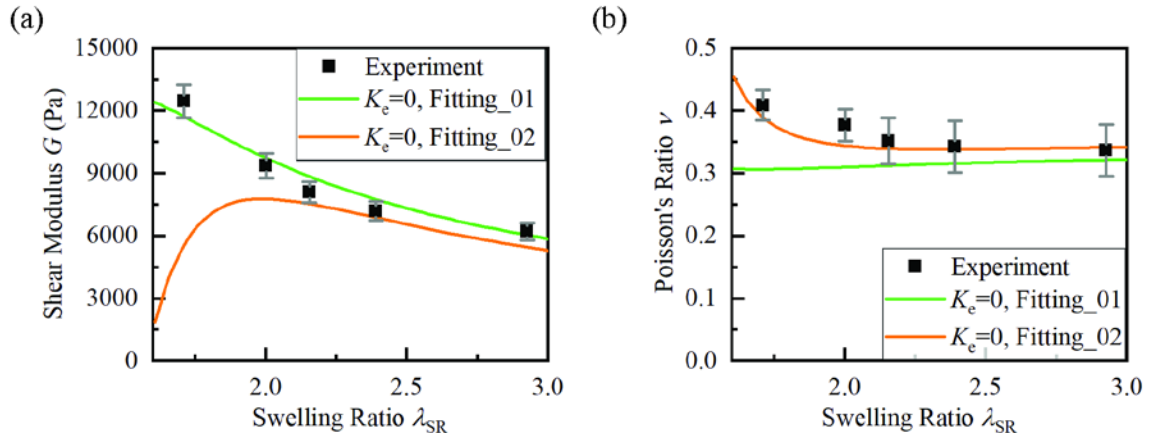 (a)
15000
12000
9000
6000
3000
0
Shear Modulus G (Pa)
Experiment
Kₑ=0, Fitting_01
Kₑ=0, Fitting_02
2.0 2.5 3.0
Swelling Ratio λ_SR
(b)
0.5
0.4
0.3
0.2
0.1
0.0
Poisson's Ratio ν
Experiment
Kₑ=0, Fitting_01
Kₑ=0, Fitting_02
2.0 2.5 3.0
Swelling Ratio λ_SR